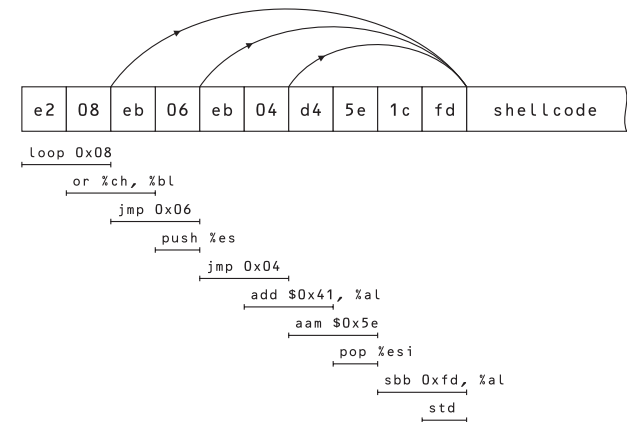 e2 08 eb 06 eb 04 d4 5e 1c fd shellcode
loop 0x08
or %ch, %bl
jmp 0x06
push %es
jmp 0x04
add $0x41, %al
aam $0x5e
pop %esi
sbb 0xfd, %al
std